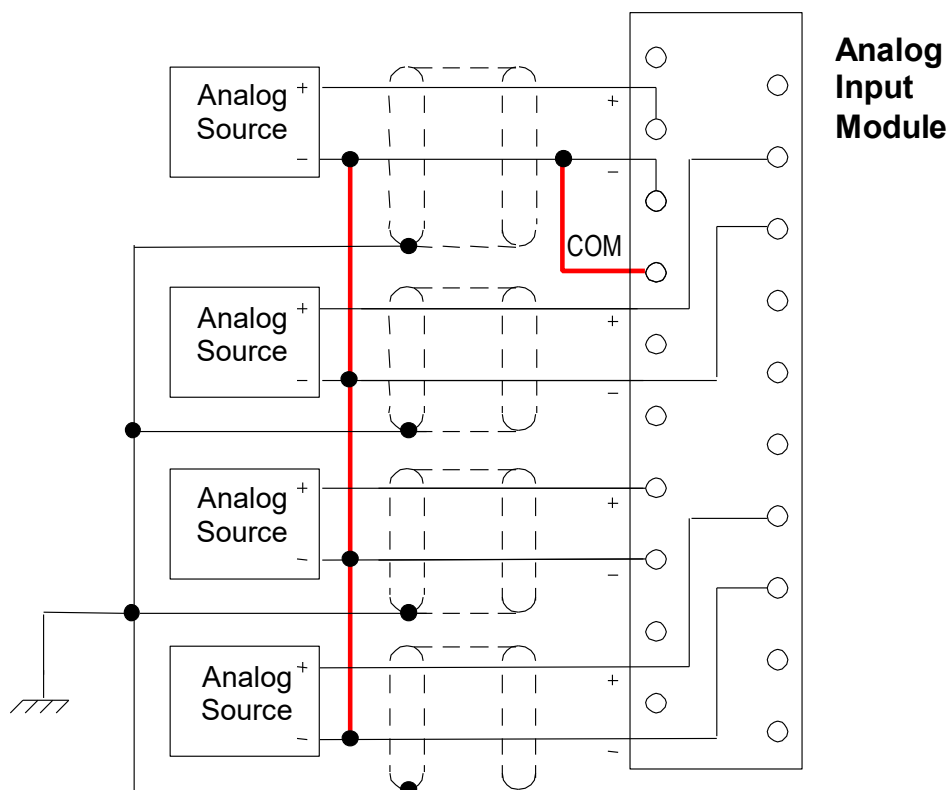 Analog
Input
Module
Analog
Source
+
–
+
–
COM
Analog
Source
+
–
+
–
Analog
Source
+
–
+
–
Analog
Source
+
–
+
–